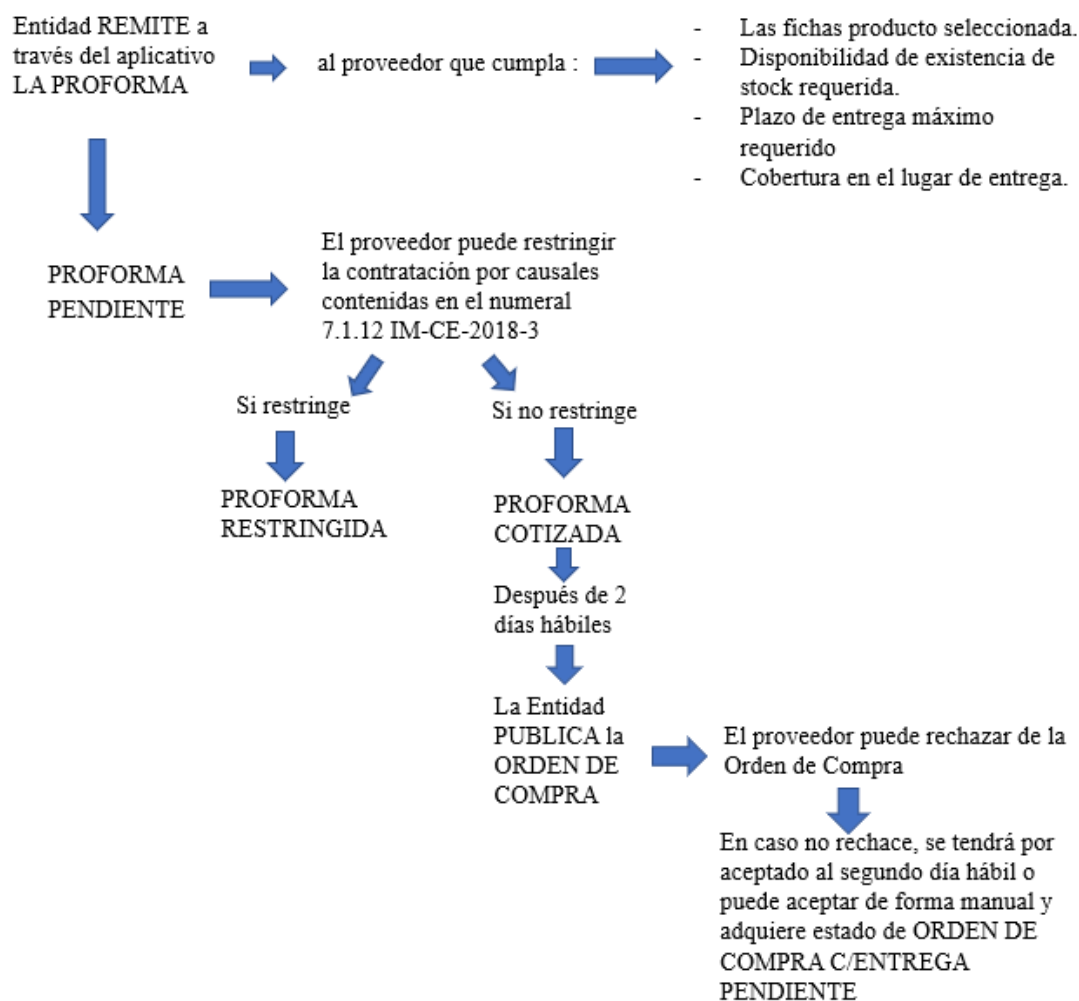 Entidad REMITE a
través del aplicativo
LA PROFORMA
al proveedor que cumpla :
- Las fichas producto seleccionada.
- Disponibilidad de existencia de
stock requerida.
- Plazo de entrega máximo
requerido
- Cobertura en el lugar de entrega.
PROFORMA
PENDIENTE
El proveedor puede restringir
la contratación por causales
contenidas en el numeral
7.1.12 IM-CE-2018-3
Si restringe
Si no restringe
PROFORMA
RESTRINGIDA
PROFORMA
COTIZADA
Después de 2
días hábiles
La Entidad
PUBLICA la
ORDEN DE
COMPRA
El proveedor puede rechazar de la
Orden de Compra
En caso no rechace, se tendrá por
aceptado al segundo día hábil o
puede aceptar de forma manual y
adquiere estado de ORDEN DE
COMPRA C/ENTREGA
PENDIENTE